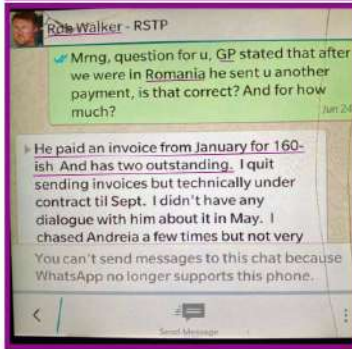 Rob Walker - RSTP
Mrng, question for u, GP stated that after
we were in Romania he sent u another
payment, is that correct? And for how
much?
Jun 24
He paid an invoice from January for 160-
ish And has two outstanding. I quit
sending invoices but technically under
contract til Sept. I didn't have any
dialogue with him about it in May. I
chased Andreia a few times but not very
You can't send messages to this chat because
WhatsApp no longer supports this phone.
Send Message